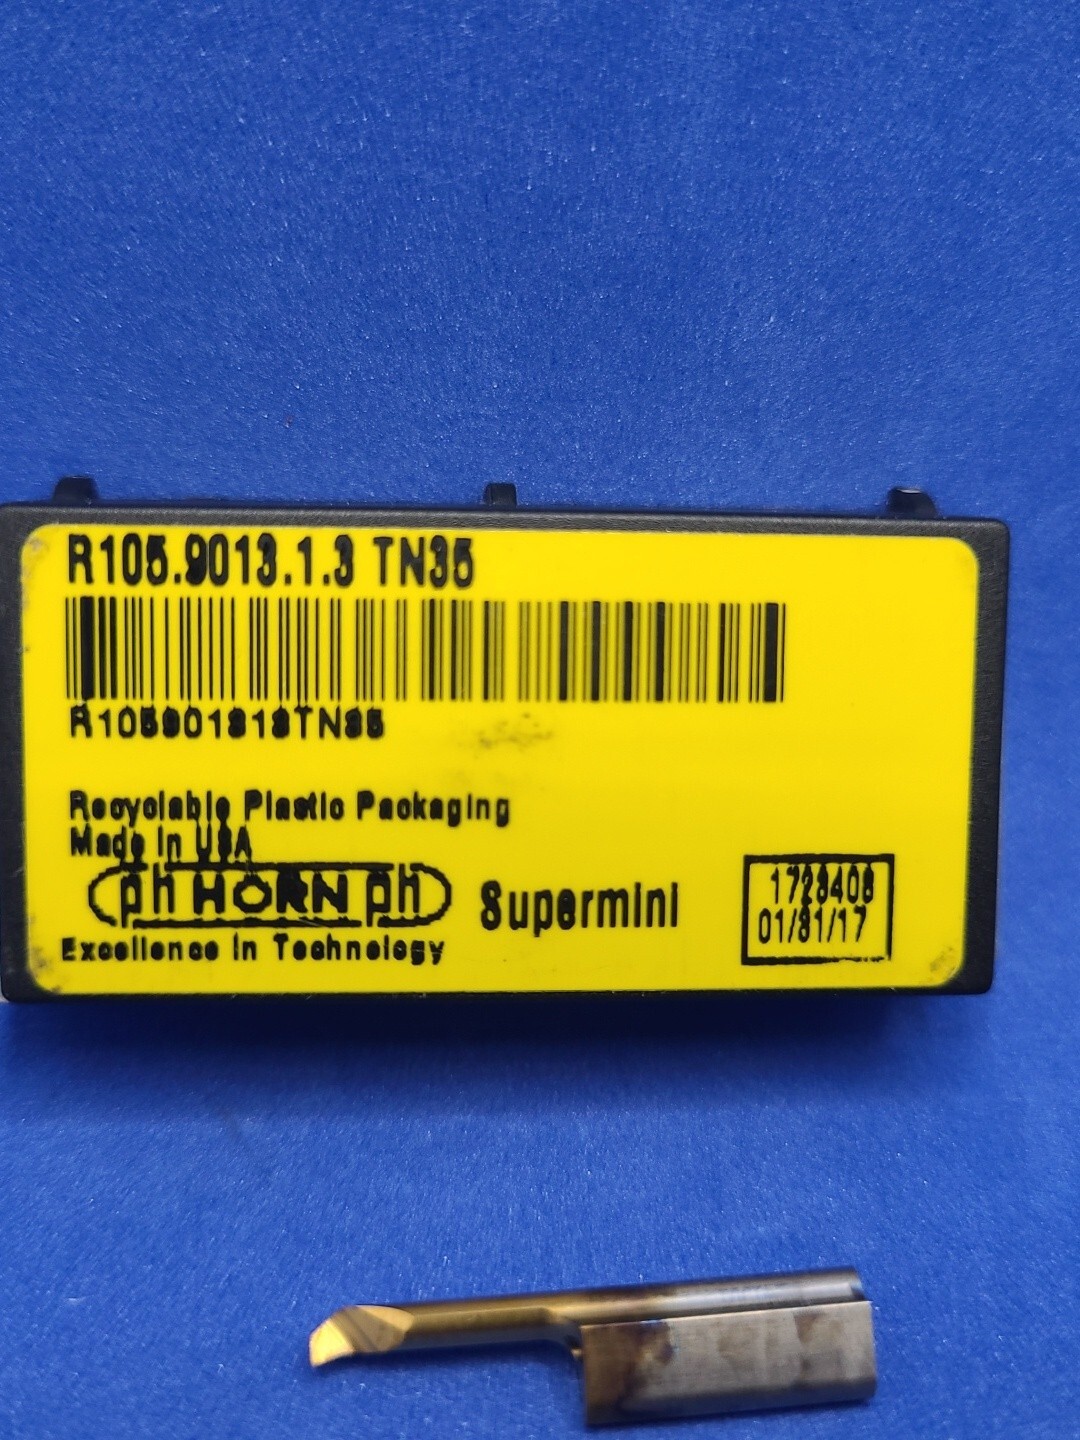 R105.9013.1.3 TN35
R105901313TN35
Recyclable Plastic Packaging
Made in USA
ph HORN ph
Supermini
Excellence in Technology
1723408
01/31/17